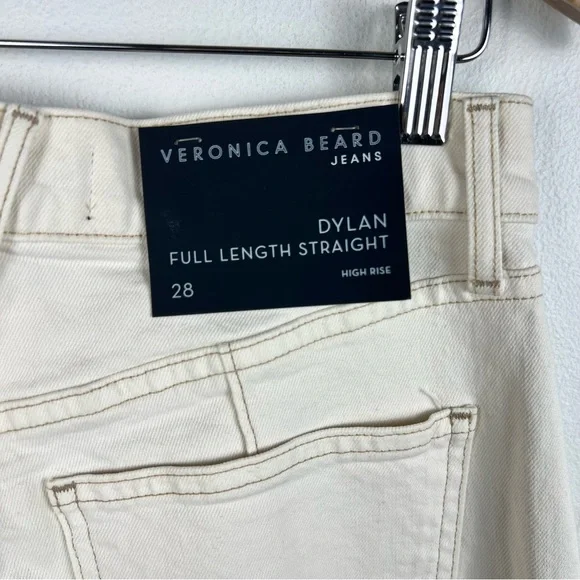 VERONICA BEARD
JEANS
DYLAN
FULL LENGTH STRAIGHT
HIGH RISE
28